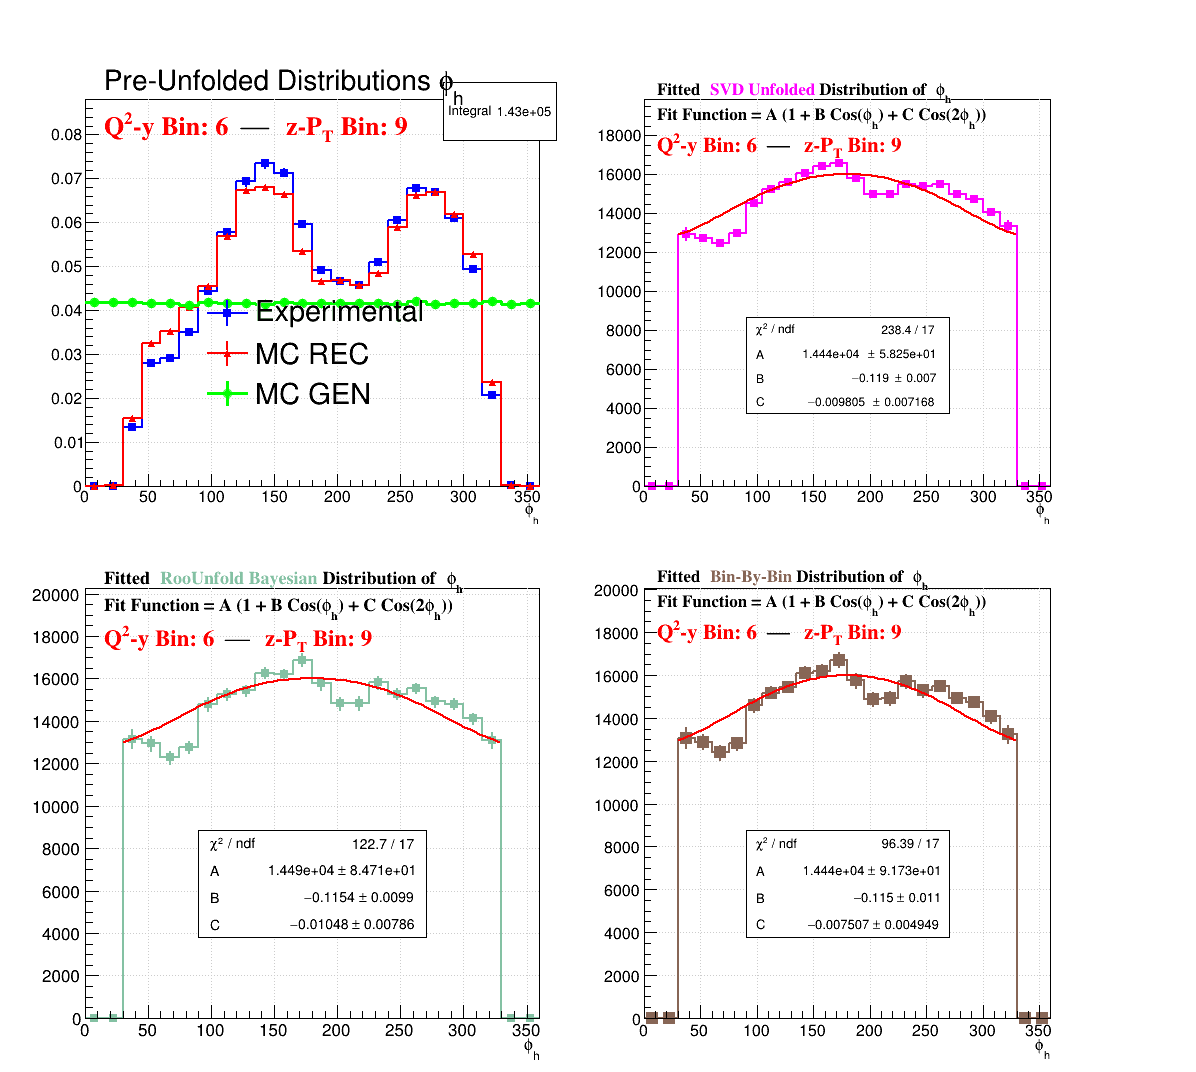 Pre-Unfolded Distributions ϕh
Integral 1.43e+05
Q2-y Bin: 6 — z-PT Bin: 9
0.08
0.07
0.06
0.05
0.04
0.03
0.02
0.01
0
Experimental
MC REC
MC GEN
0 50 100 150 200 250 300 350
ϕh
Fitted SVD Unfolded Distribution of ϕh
Fit Function = A (1 + B Cos(ϕh) + C Cos(2ϕh))
Q2-y Bin: 6 — z-PT Bin: 9
16000
18000
14000
12000
10000
8000
6000
4000
2000
0
χ2 / ndf 238.4 / 17
A 1.444e+04 ± 5.825e+01
B −0.119 ± 0.007
C −0.009805 ± 0.007168
0 50 100 150 200 250 300 350
ϕh
Fitted RooUnfold Bayesian Distribution of ϕh
Fit Function = A (1 + B Cos(ϕh) + C Cos(2ϕh))
Q2-y Bin: 6 — z-PT Bin: 9
20000
18000
16000
14000
12000
10000
8000
6000
4000
2000
0
χ2 / ndf 122.7 / 17
A 1.449e+04 ± 8.471e+01
B −0.1154 ± 0.0099
C −0.01048 ± 0.00786
0 50 100 150 200 250 300 350
ϕh
Fitted Bin-By-Bin Distribution of ϕh
Fit Function = A (1 + B Cos(ϕh) + C Cos(2ϕh))
Q2-y Bin: 6 — z-PT Bin: 9
20000
18000
16000
14000
12000
10000
8000
6000
4000
2000
0
χ2 / ndf 96.39 / 17
A 1.444e+04 ± 9.173e+01
B −0.115 ± 0.011
C −0.007507 ± 0.004949
0 50 100 150 200 250 300 350
ϕh